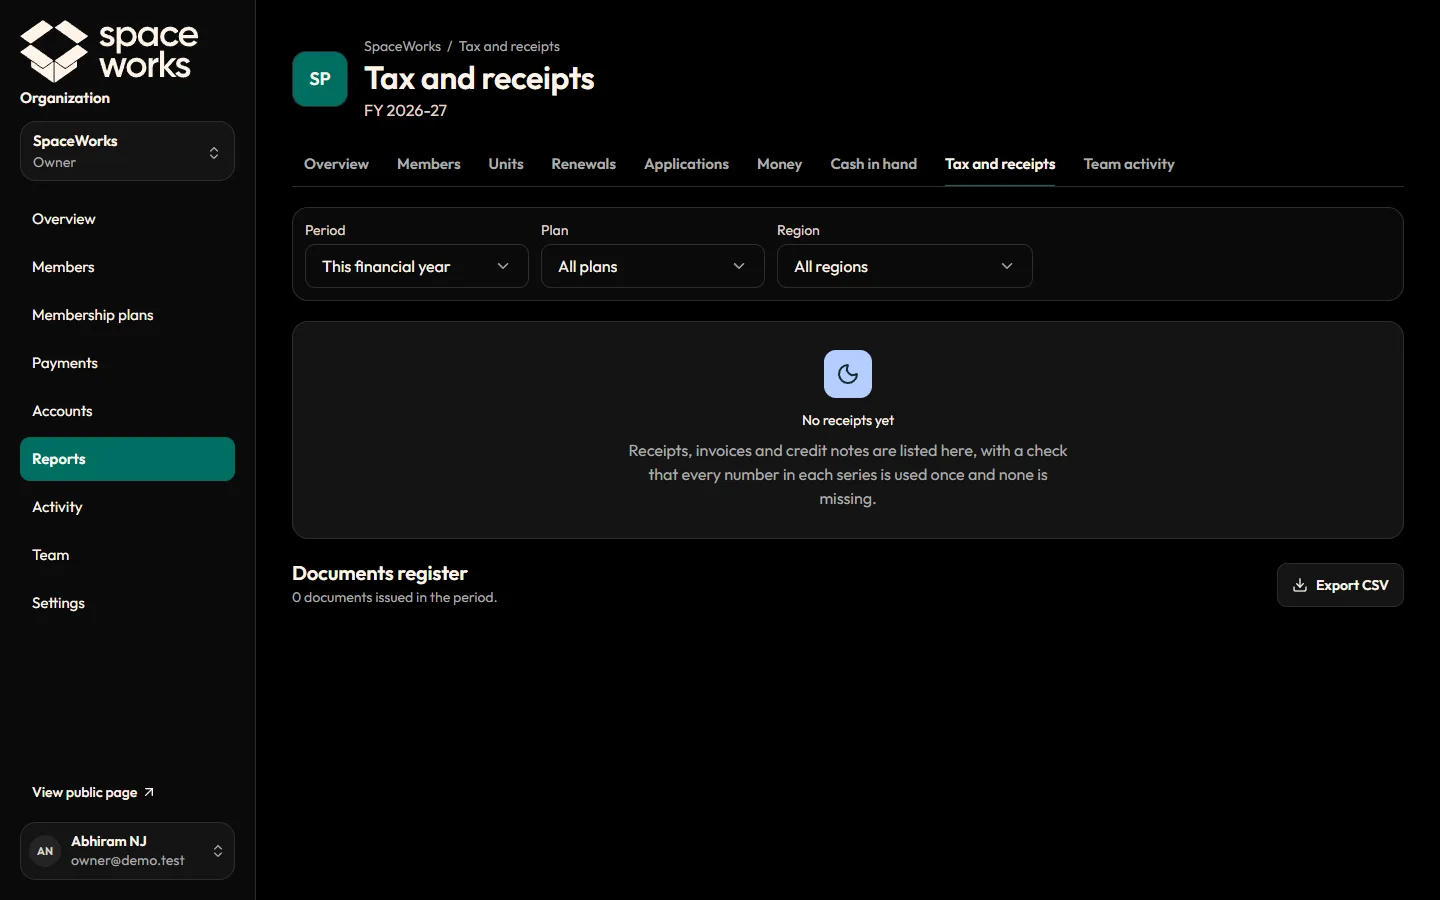 space
works
Organization
SpaceWorks
Owner
Overview
Members
Membership plans
Payments
Accounts
Reports
Activity
Team
Settings
View public page
AN
Abhiram NJ
owner@demo.test
SP
SpaceWorks / Tax and receipts
Tax and receipts
FY 2026-27
Overview Members Units Renewals Applications Money Cash in hand Tax and receipts Team activity
Period Plan Region
This financial year All plans All regions
No receipts yet
Receipts, invoices and credit notes are listed here, with a check
that every number in each series is used once and none is
missing.
Documents register
0 documents issued in the period.
Export CSV